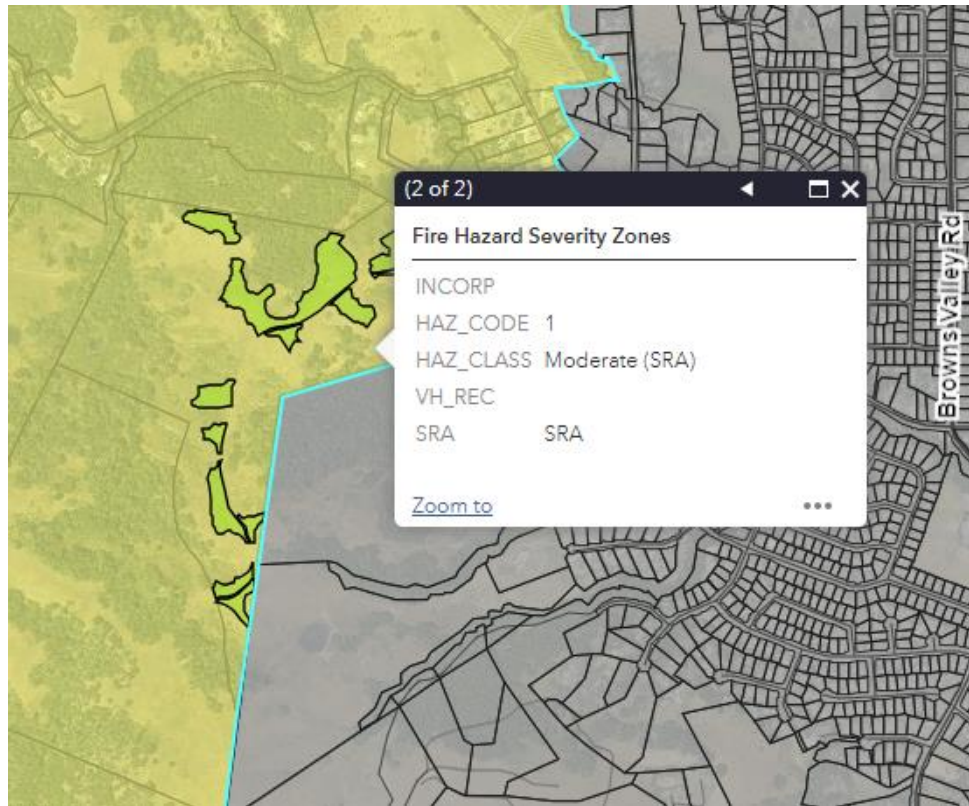 (2 of 2)
Fire Hazard Severity Zones
INCORP
HAZ_CODE 1
HAZ_CLASS Moderate (SRA)
VH_REC
SRA SRA
Zoom to
Browns Valley Rd